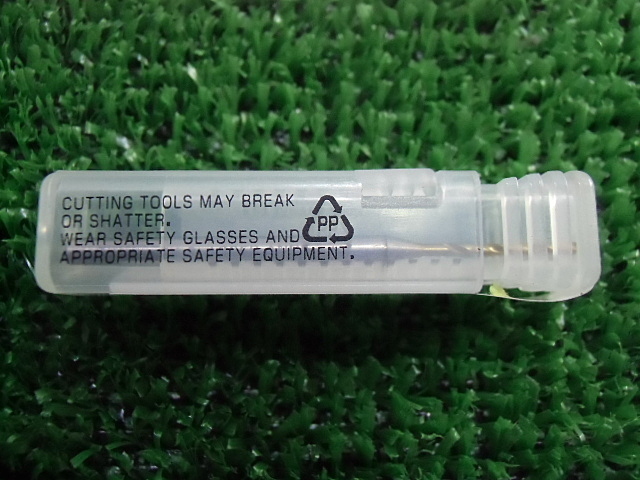 CUTTING TOOLS MAY BREAK
OR SHATTER.
WEAR SAFETY GLASSES AND
APPROPRIATE SAFETY EQUIPMENT.
PP